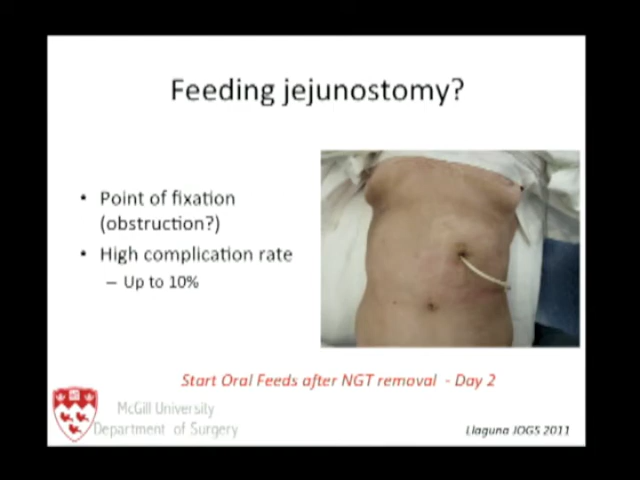 Feeding jejunostomy?
• Point of fixation
(obstruction?)
• High complication rate
– Up to 10%
Start Oral Feeds after NGT removal - Day 2
McGill University
Department of Surgery
Llaguna JOGS 2011